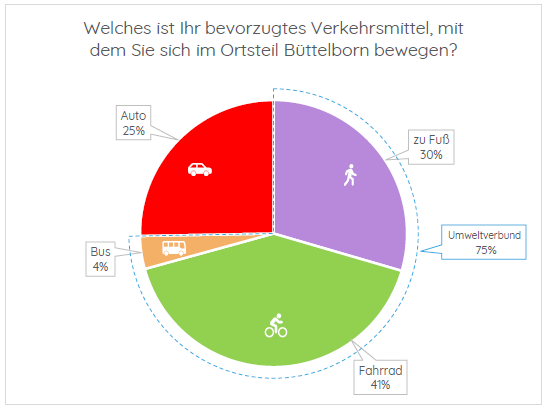 Welches ist Ihr bevorzugtes Verkehrsmittel, mit
dem Sie sich im Ortsteil Büttelborn bewegen?
Auto
25%
zu Fuß
30%
Umweltverbund
75%
Bus
4%
Fahrrad
41%